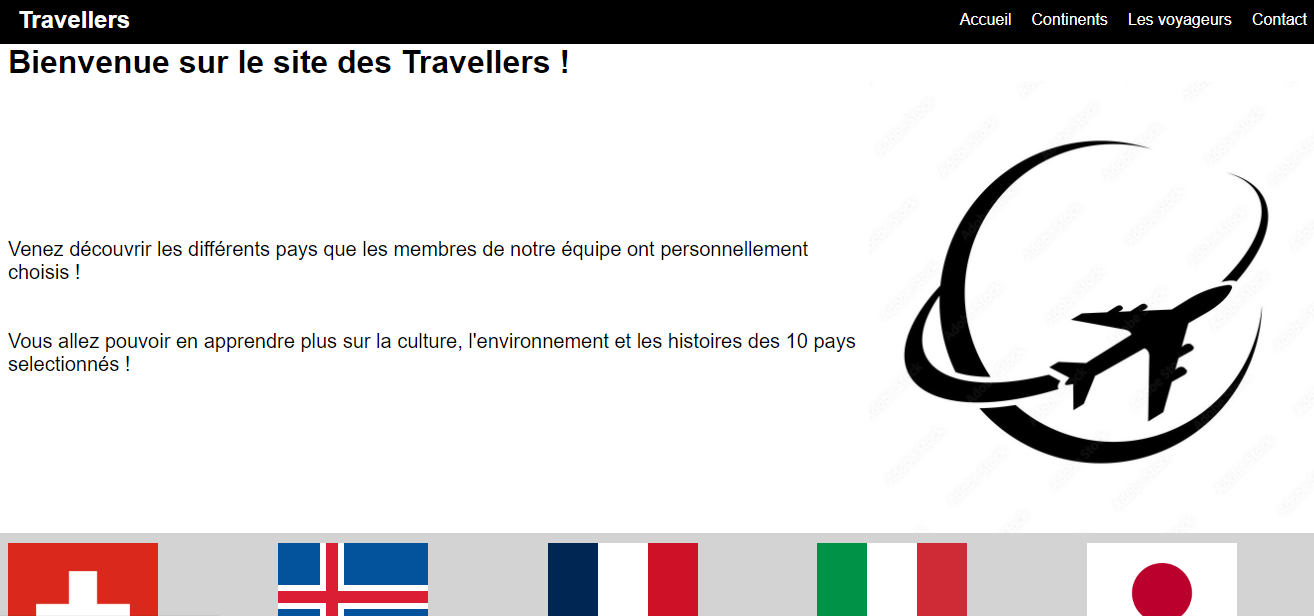 Travellers
Accueil Continents Les voyageurs Contact
Bienvenue sur le site des Travellers !
Venez découvrir les différents pays que les membres de notre équipe ont personnellement
choisis !
Vous allez pouvoir en apprendre plus sur la culture, l'environnement et les histoires des 10 pays
selectionnés !
Adobe Stock